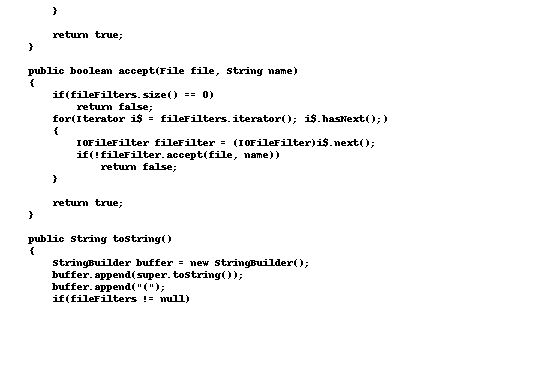 }

    return true;
}

public boolean accept(File file, String name)
{
    if(fileFilters.size() == 0)
        return false;
    for(Iterator i$ = fileFilters.iterator(); i$.hasNext();)
    {
        IOFileFilter fileFilter = (IOFileFilter)i$.next();
        if(!fileFilter.accept(file, name))
            return false;
    }

    return true;
}

public String toString()
{
    StringBuilder buffer = new StringBuilder();
    buffer.append(super.toString());
    buffer.append("(");
    if(fileFilters != null)